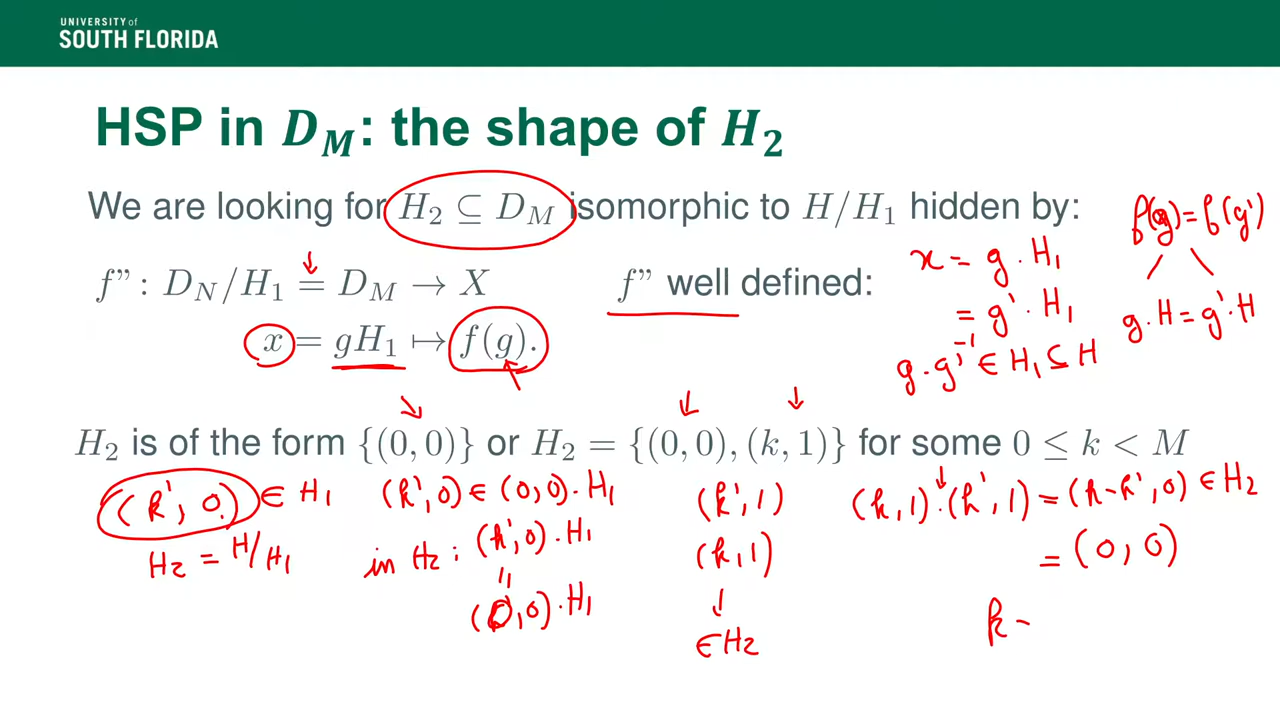 UNIVERSITY of
SOUTH FLORIDA
HSP in D_M: the shape of H_2
We are looking for H_2 ⊆ D_M isomorphic to H/H_1 hidden by:
f(g) = f(g')
f" : D_N/H_1 = D_M → X
f" well defined:
x = g · H_1
= g' · H_1
g · H = g' · H
x = gH_1 ↦ f(g).
g · g'^{-1} ∈ H_1 ⊆ H
H_2 is of the form {(0, 0)} or H_2 = {(0, 0), (k, 1)} for some 0 ≤ k < M
(k', 0) ∈ H_1
H_2 = H/H_1
(k', 0) ∈ (0, 0) · H_1
in H_2 : (k', 0) · H_1
=
(0, 0) · H_1
(k', 1)
(k, 1)
∈ H_2
(k, 1) · (k', 1) = (k - k', 0) ∈ H_2
= (0, 0)
k -